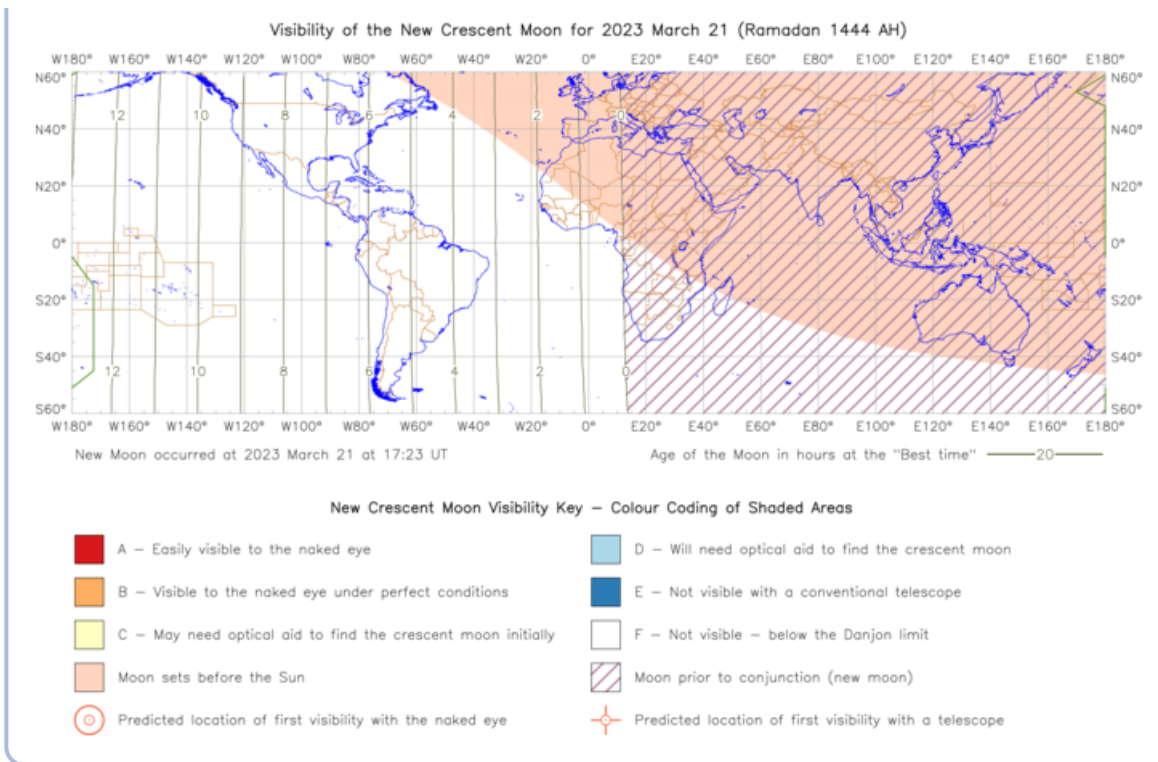 Visibility of the New Crescent Moon for 2023 March 21 (Ramadan 1444 AH)
W180° W160° W140° W120° W100° W80° W60° W40° W20° 0° E20° E40° E60° E80° E100° E120° E140° E160° E180°
N60° N60°
12 10 8 6 4 2 0
N40° N40°
N20° N20°
0° 0°
S20° S20°
S40° S40°
12 10 8 6 4 2 0
S60° S60°
W180° W160° W140° W120° W100° W80° W60° W40° W20° 0° E20° E40° E60° E80° E100° E120° E140° E160° E180°
New Moon occurred at 2023 March 21 at 17:23 UT
Age of the Moon in hours at the "Best time" 20
New Crescent Moon Visibility Key – Colour Coding of Shaded Areas
A – Easily visible to the naked eye
D – Will need optical aid to find the crescent moon
B – Visible to the naked eye under perfect conditions
E – Not visible with a conventional telescope
C – May need optical aid to find the crescent moon initially
F – Not visible – below the Danjon limit
Moon sets before the Sun
Moon prior to conjunction (new moon)
Predicted location of first visibility with the naked eye
Predicted location of first visibility with a telescope